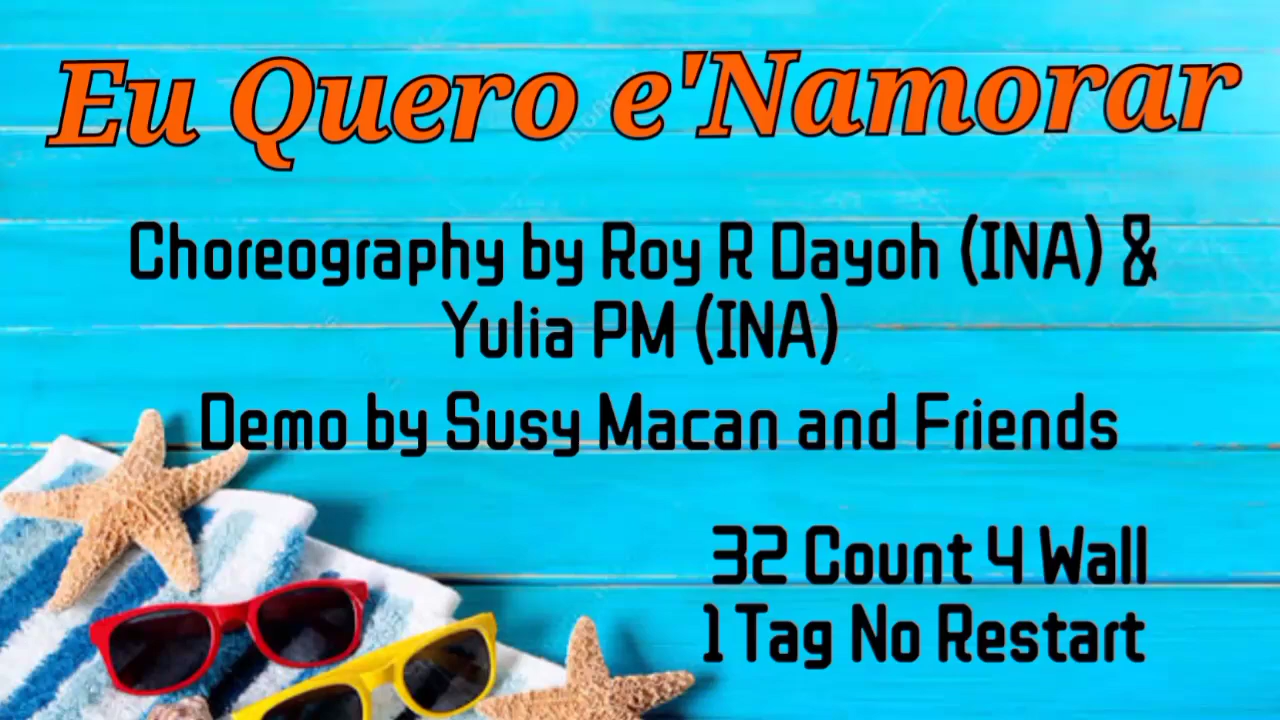 Eu Quero e'Namorar
Choreography by Roy R Dayoh (INA) &
Yulia PM (INA)
Demo by Susy Macan and Friends
32 Count 4 Wall
1 Tag No Restart